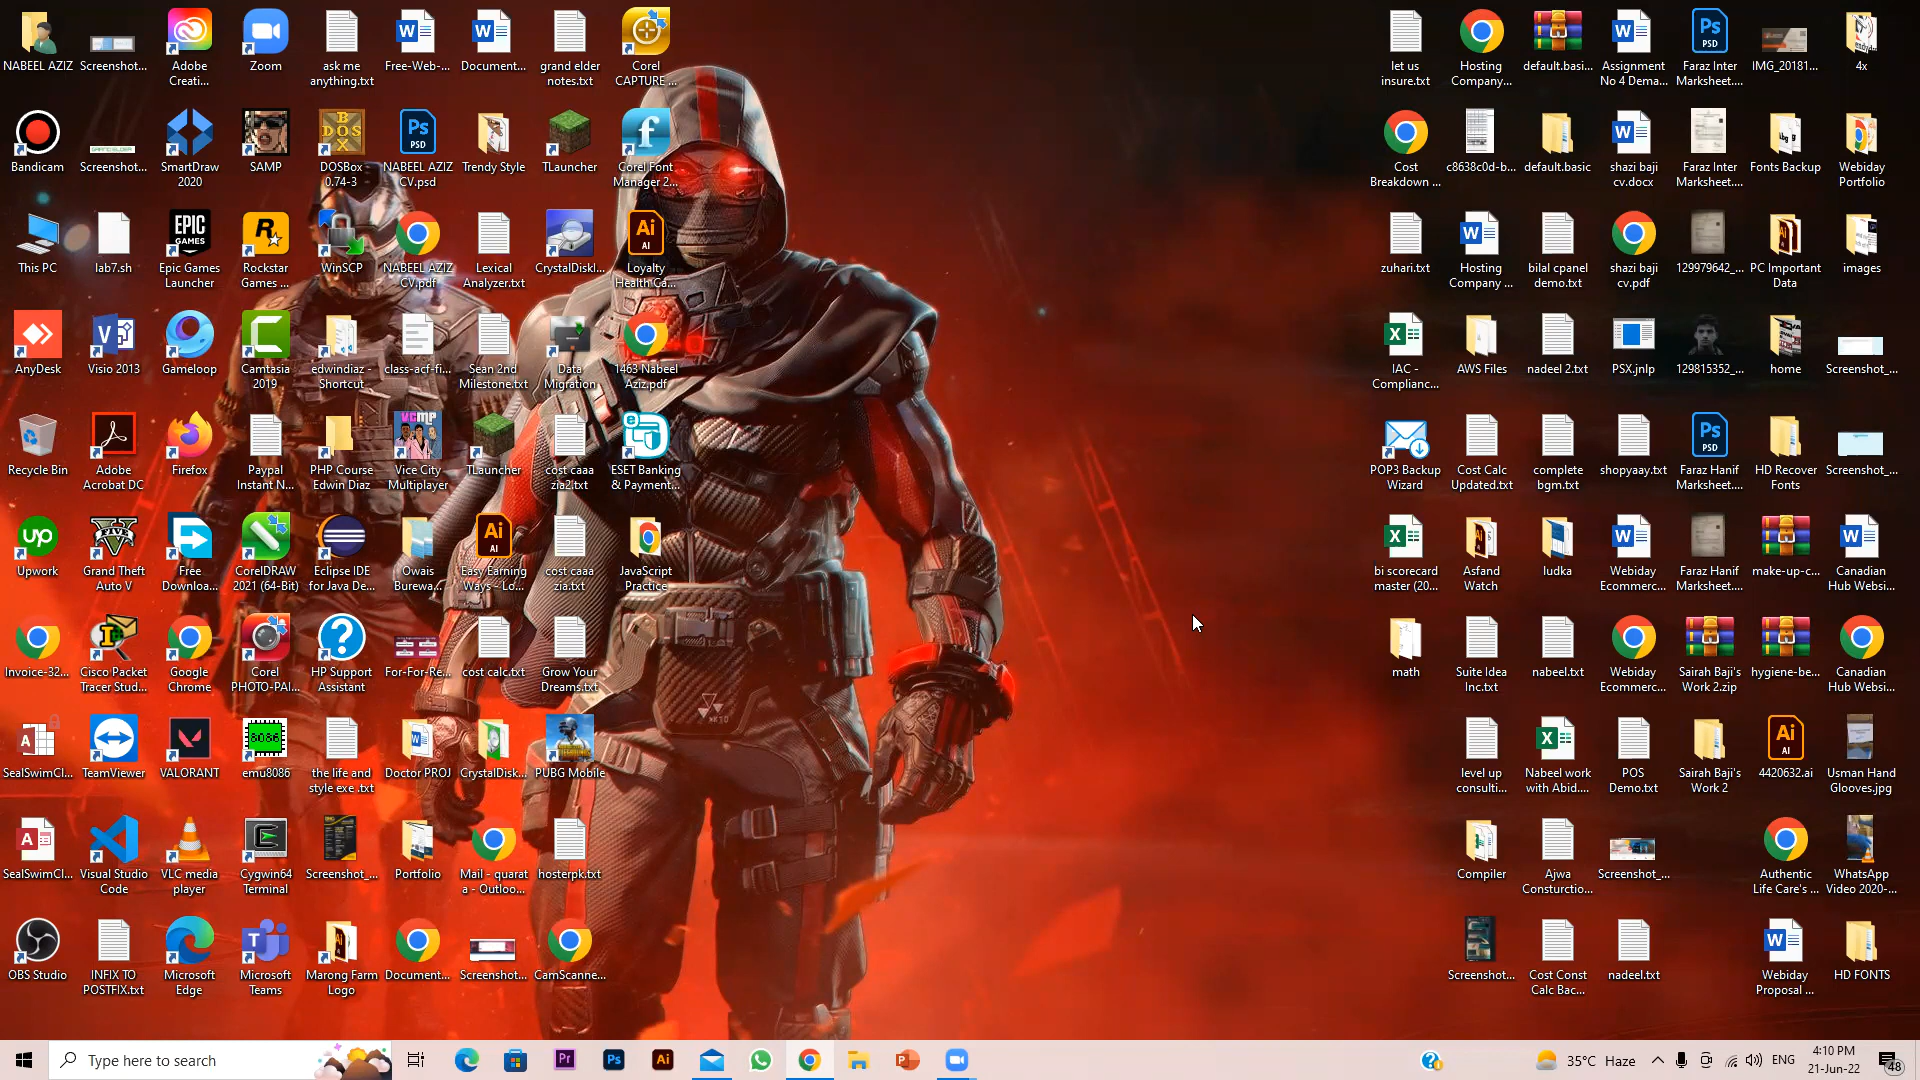 NABEEL AZIZ
Screenshot...
Adobe
Creati...
Zoom
ask me
anything.txt
Free-Web-...
Document...
grand elder
notes.txt
Corel
CAPTURE ...
let us
insure.txt
Hosting
Company...
default.basi...
Assignment
No 4 Dema...
Faraz Inter
Marksheet....
IMG_20181...
4x
Bandicam
Screenshot...
SmartDraw
2020
SAMP
DOSBox
0.74-3
NABEEL AZIZ
CV.psd
Trendy Style
TLauncher
Corel Font
Manager 2...
Cost
Breakdown ...
c8638c0d-b...
default.basic
shazi baji
cv.docx
Faraz Inter
Marksheet....
Fonts Backup
Webiday
Portfolio
This PC
lab7.sh
Epic Games
Launcher
Rockstar
Games ...
WinSCP
NABEEL AZIZ
CV.pdf
Lexical
Analyzer.txt
CrystalDiskI...
Loyalty
Health Ca...
zuhari.txt
Hosting
Company ...
bilal cpanel
demo.txt
shazi baji
cv.pdf
129979642_...
PC Important
Data
images
AnyDesk
Visio 2013
Gameloop
Camtasia
2019
edwindiaz -
Shortcut
class-acf-fi...
Sean 2nd
Milestone.txt
Data
Migration
1463 Nabeel
Aziz.pdf
IAC -
Complianc...
AWS Files
nadeel 2.txt
PSX.jnlp
129815352_...
home
Screenshot_...
Recycle Bin
Adobe
Acrobat DC
Firefox
Paypal
Instant N...
PHP Course
Edwin Diaz
Vice City
Multiplayer
TLauncher
cost caaa
zia2.txt
ESET Banking
& Payment...
POP3 Backup
Wizard
Cost Calc
Updated.txt
complete
bgm.txt
shopyaay.txt
Faraz Hanif
Marksheet....
HD Recover
Fonts
Screenshot_...
Upwork
Grand Theft
Auto V
Free
Downloa...
CorelDRAW
2021 (64-Bit)
Eclipse IDE
for Java De...
Owais
Burewa...
Easy Earning
Ways - Lo...
cost caaa
zia.txt
JavaScript
Practice
bi scorecard
master (20...
Asfand
Watch
ludka
Webiday
Ecommerc...
Faraz Hanif
Marksheet....
make-up-c...
Canadian
Hub Websi...
Invoice-32...
Cisco Packet
Tracer Stud...
Google
Chrome
Corel
PHOTO-PAI...
HP Support
Assistant
For-For-Re...
cost calc.txt
Grow Your
Dreams.txt
math
Suite Idea
Inc.txt
nabeel.txt
Webiday
Ecommerc...
Sairah Baji's
Work 2.zip
hygiene-be...
Canadian
Hub Websi...
SealSwimCl...
TeamViewer
VALORANT
emu8086
the life and
style exe .txt
Doctor PROJ
CrystalDisk...
PUBG Mobile
level up
consulti...
Nabeel work
with Abid....
POS
Demo.txt
Sairah Baji's
Work 2
4420632.ai
Usman Hand
Glooves.jpg
SealSwimCl...
Visual Studio
Code
VLC media
player
Cygwin64
Terminal
Screenshot_...
Portfolio
Mail - quarat
a - Outloo...
hosterpk.txt
Compiler
Ajwa
Consturctio...
Screenshot_...
Authentic
Life Care's ...
WhatsApp
Video 2020-...
OBS Studio
INFIX TO
POSTFIX.txt
Microsoft
Edge
Microsoft
Teams
Marong Farm
Logo
Document...
Screenshot...
CamScanne...
Screenshot...
Cost Const
Calc Bac...
nadeel.txt
Webiday
Proposal ...
HD FONTS
Type here to search
35°C Haze
ENG
4:10 PM
21-Jun-22
48